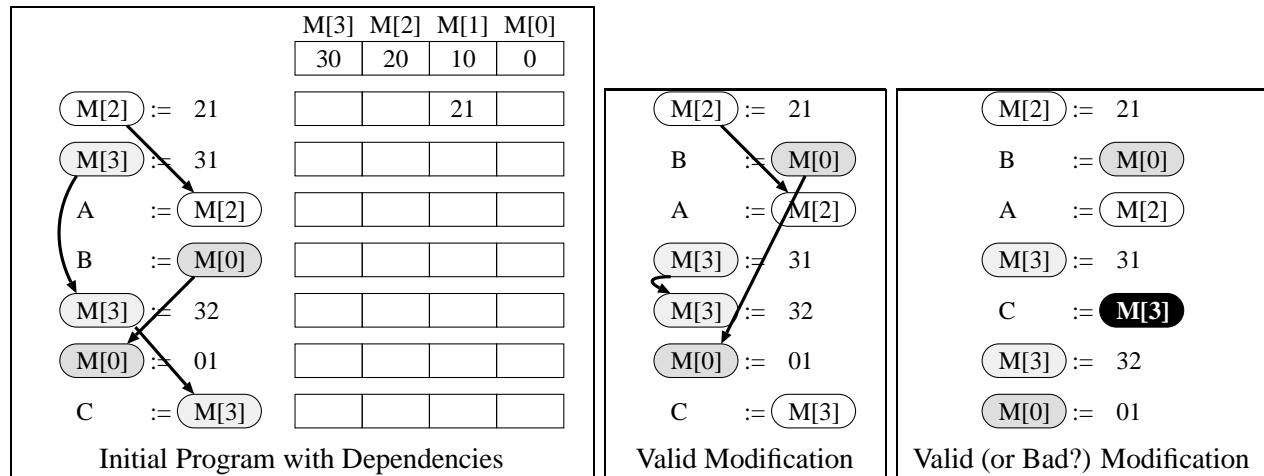 M[3] M[2] M[1] M[0]
30 20 10 0
M[2] := 21 21
M[3] := 31
A := M[2]
B := M[0]
M[3] := 32
M[0] := 01
C := M[3]
Initial Program with Dependencies
M[2] := 21
B := M[0]
A := M[2]
M[3] := 31
M[3] := 32
M[0] := 01
C := M[3]
Valid Modification
M[2] := 21
B := M[0]
A := M[2]
M[3] := 31
C := M[3]
M[3] := 32
M[0] := 01
Valid (or Bad?) Modification